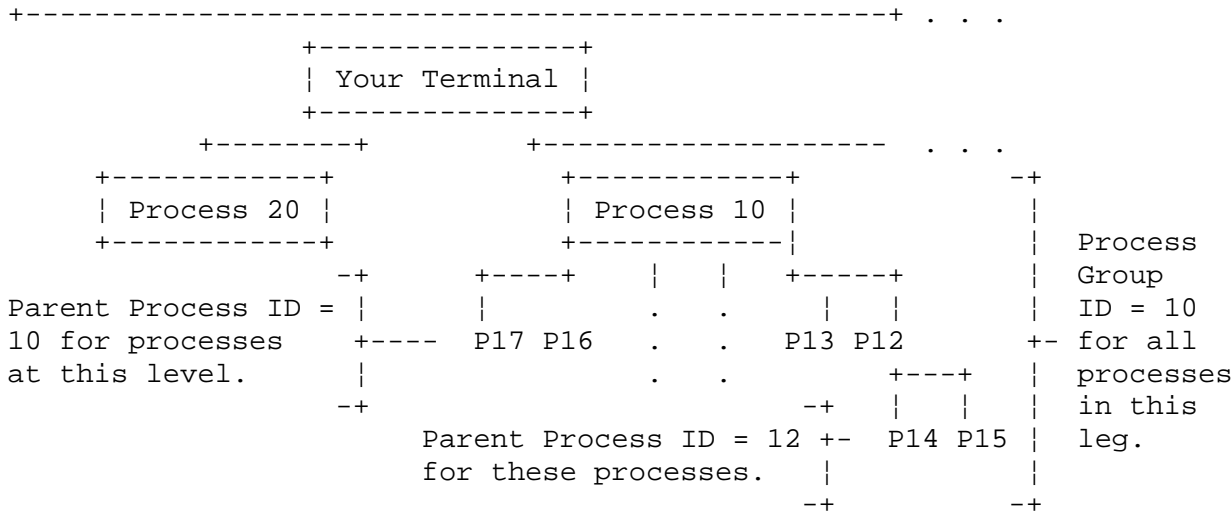 Your Terminal
Process 20 Process 10
Process
Group
Parent Process ID = ID = 10
10 for processes P17 P16 . . P13 P12 for all
at this level. . . processes
in this
Parent Process ID = 12 P14 P15 leg.
for these processes.